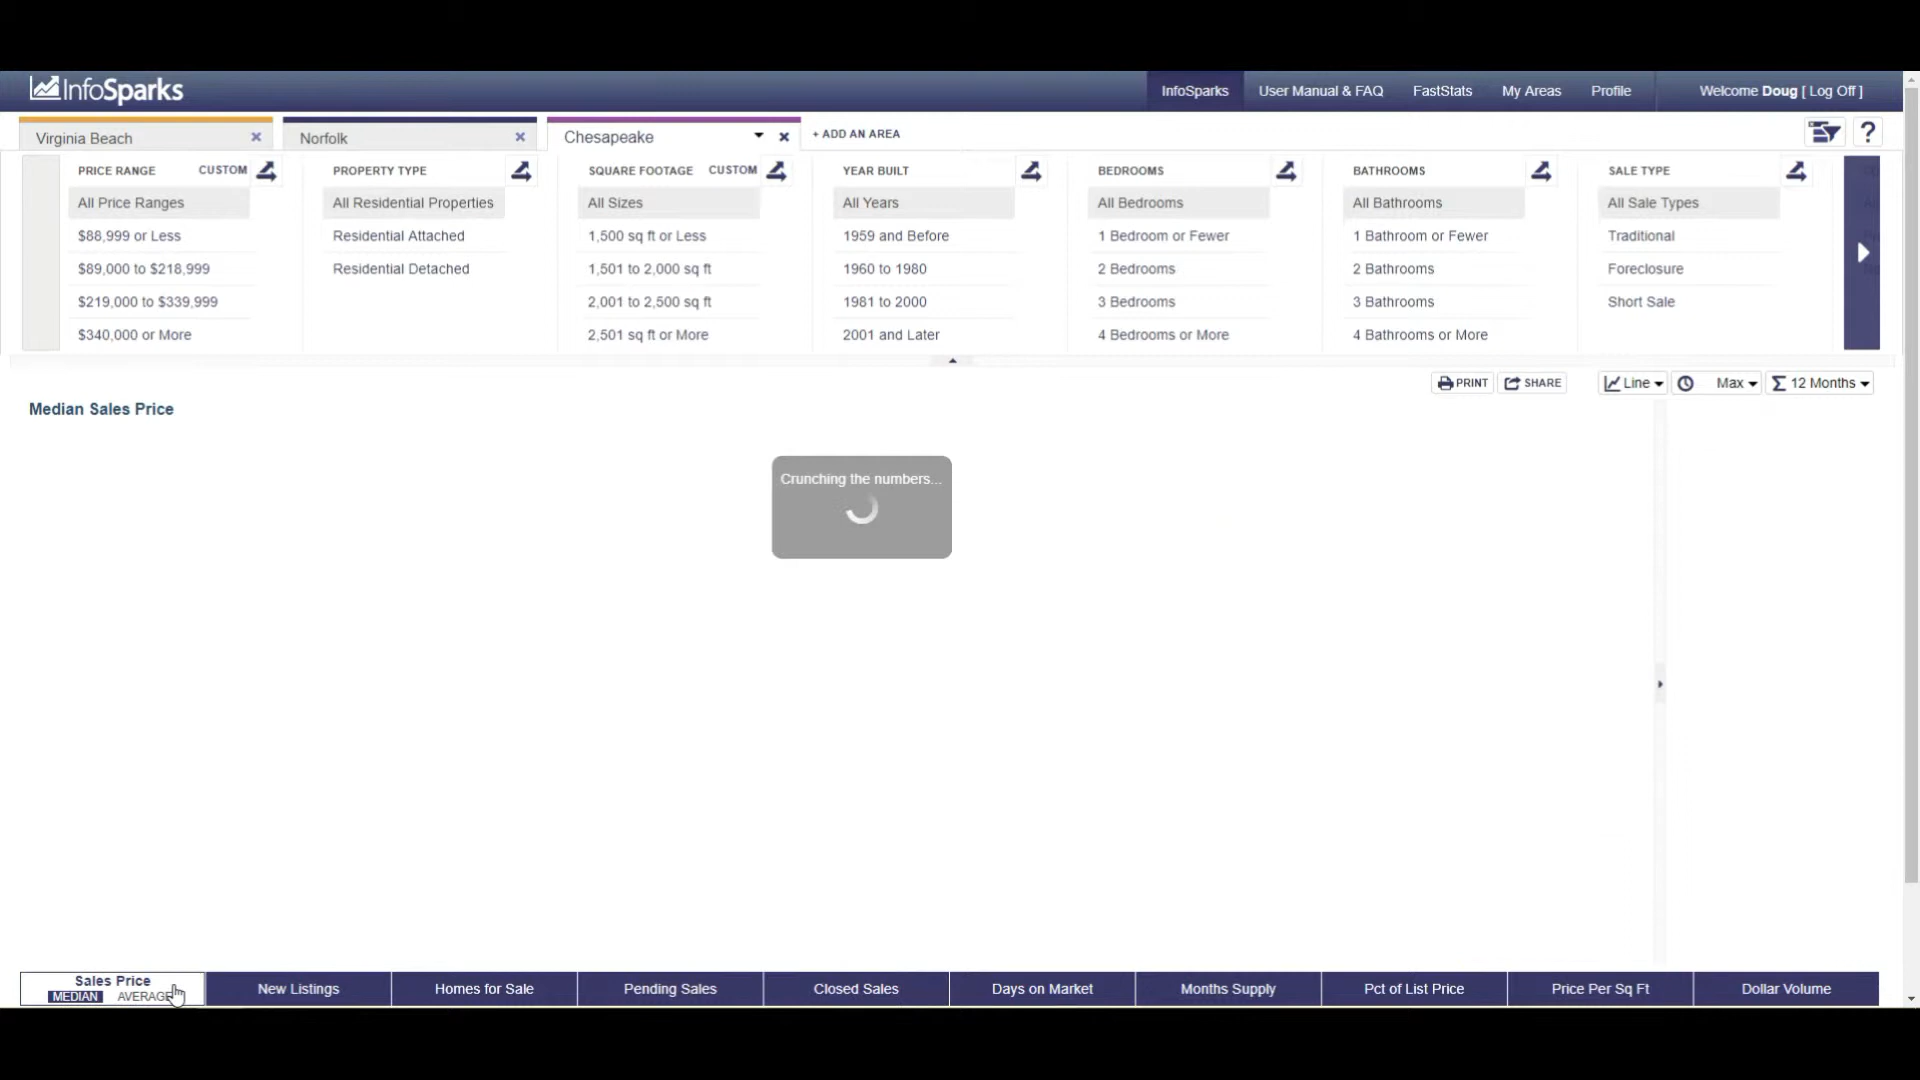 InfoSparks
InfoSparks User Manual & FAQ FastStats My Areas Profile Welcome Doug [ Log Off ]
Virginia Beach × Norfolk × Chesapeake × + ADD AN AREA ?
PRICE RANGE CUSTOM
All Price Ranges
$88,999 or Less
$89,000 to $218,999
$219,000 to $339,999
$340,000 or More
PROPERTY TYPE
All Residential Properties
Residential Attached
Residential Detached
SQUARE FOOTAGE CUSTOM
All Sizes
1,500 sq ft or Less
1,501 to 2,000 sq ft
2,001 to 2,500 sq ft
2,501 sq ft or More
YEAR BUILT
All Years
1959 and Before
1960 to 1980
1981 to 2000
2001 and Later
BEDROOMS
All Bedrooms
1 Bedroom or Fewer
2 Bedrooms
3 Bedrooms
4 Bedrooms or More
BATHROOMS
All Bathrooms
1 Bathroom or Fewer
2 Bathrooms
3 Bathrooms
4 Bathrooms or More
SALE TYPE
All Sale Types
Traditional
Foreclosure
Short Sale
PRINT SHARE Line Max Σ 12 Months
Median Sales Price
Crunching the numbers...
Sales Price
MEDIAN AVERAGE
New Listings
Homes for Sale
Pending Sales
Closed Sales
Days on Market
Months Supply
Pct of List Price
Price Per Sq Ft
Dollar Volume